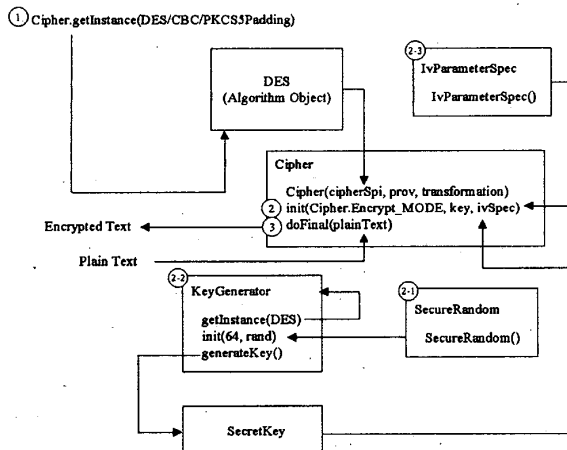 1 Cipher.getInstance(DES/CBC/PKCS5Padding)
2-3
IvParameterSpec
IvParameterSpec()
DES
(Algorithm Object)
Cipher
Cipher(cipherSpi, prov, transformation)
2 init(Cipher.Encrypt_MODE, key, ivSpec)
3 doFinal(plainText)
Encrypted Text
Plain Text
2-2
KeyGenerator
getInstance(DES)
init(64, rand)
generateKey()
2-1
SecureRandom
SecureRandom()
SecretKey